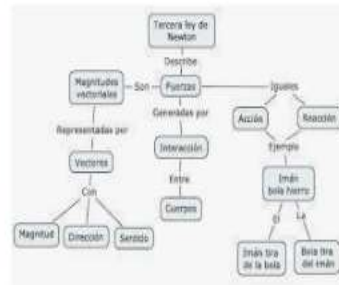 Tercera ley de
Newton
Describe
Magnitudes
vectoriales
Son
Fuerzas
Iguales
Generadas por
Acción
Reacción
Representadas por
Interacción
Ejemplo
Vectores
Entre
Imán
bola hierro
Con
Cuerpos
El
La
Magnitud
Dirección
Sentido
Imán tira
de la bola
Bola tira
del imán